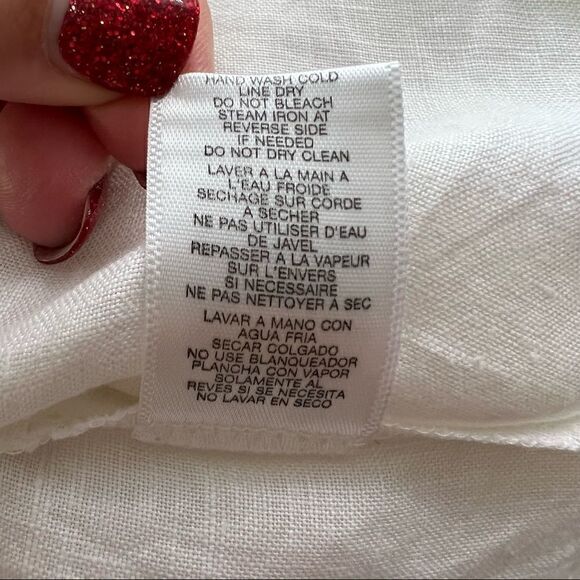 HAND WASH COLD
LINE DRY
DO NOT BLEACH
STEAM IRON AT
REVERSE SIDE
IF NEEDED
DO NOT DRY CLEAN
LAVER A LA MAIN A
L'EAU FROIDE
SECHAGE SUR CORDE
A SECHER
NE PAS UTILISER D'EAU
DE JAVEL
REPASSER A LA VAPEUR
SUR L'ENVERS
SI NECESSAIRE
NE PAS NETTOYER A SEC
LAVAR A MANO CON
AGUA FRIA
SECAR COLGADO
NO USE BLANQUEADOR
PLANCHA CON VAPOR
SOLAMENTE AL
REVES SI SE NECESITA
NO LAVAR EN SECO